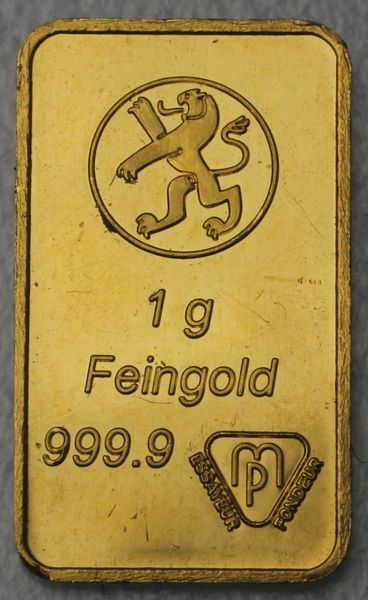 1 g
Feingold
999.9
MP
ESSAYEUR
FONDEUR